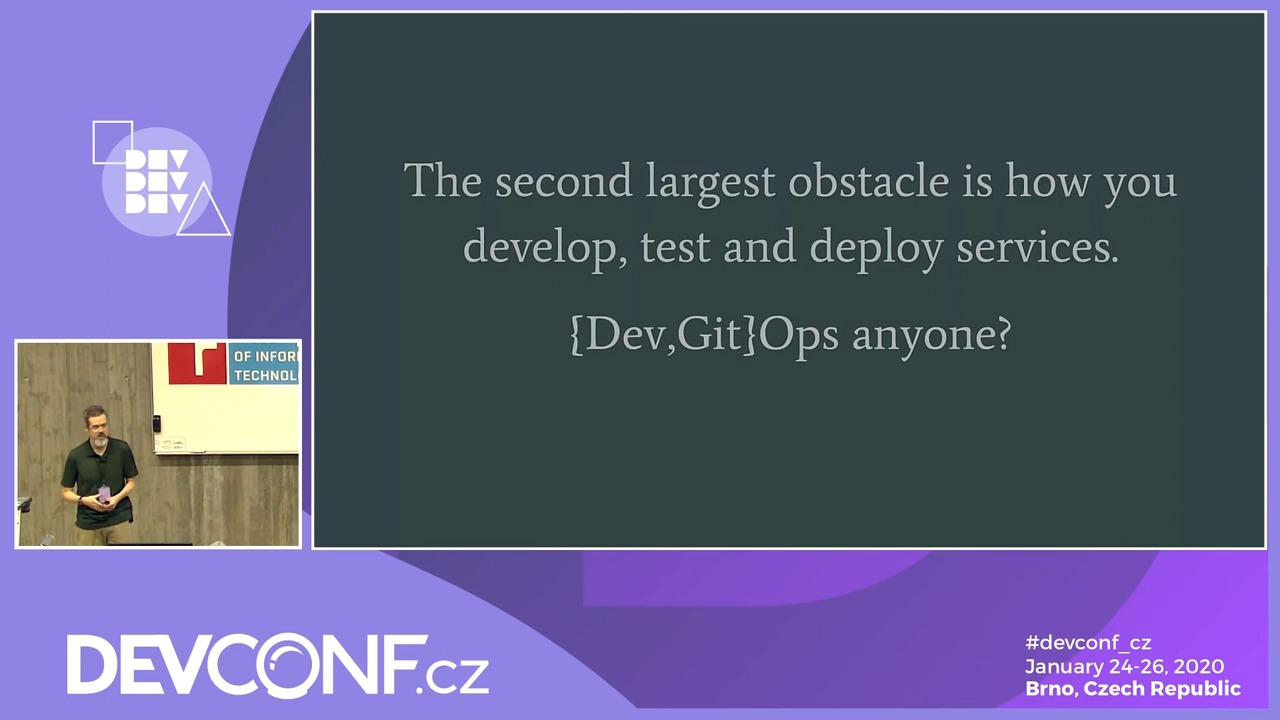 The second largest obstacle is how you
develop, test and deploy services.
{Dev,Git}Ops anyone?
DEV
DEV
DEV
OF INFOR
TECHNOL
DEVCONF.cz
#devconf_cz
January 24-26, 2020
Brno, Czech Republic